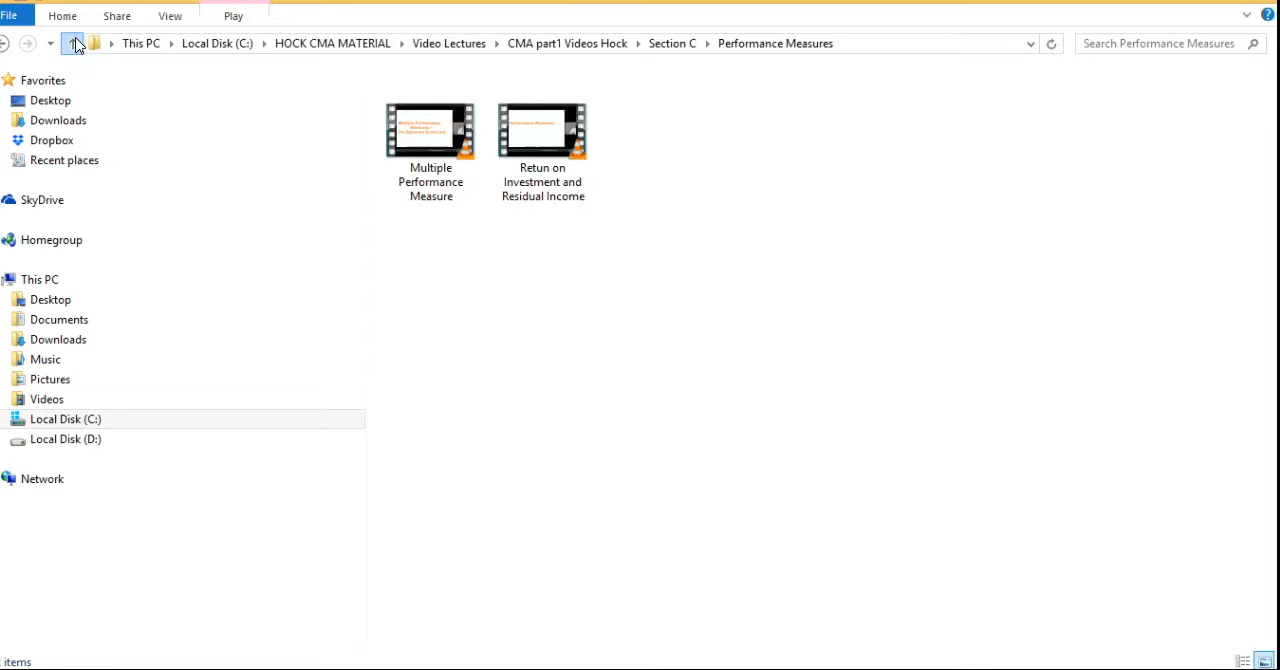 File Home Share View Play
This PC Local Disk (C:) HOCK CMA MATERIAL Video Lectures CMA part1 Videos Hock Section C Performance Measures Search Performance Measures
Favorites
Desktop
Downloads
Dropbox
Recent places
SkyDrive
Homegroup
This PC
Desktop
Documents
Downloads
Music
Pictures
Videos
Local Disk (C:)
Local Disk (D:)
Network
Multiple
Performance
Measure
Retun on
Investment and
Residual Income
items